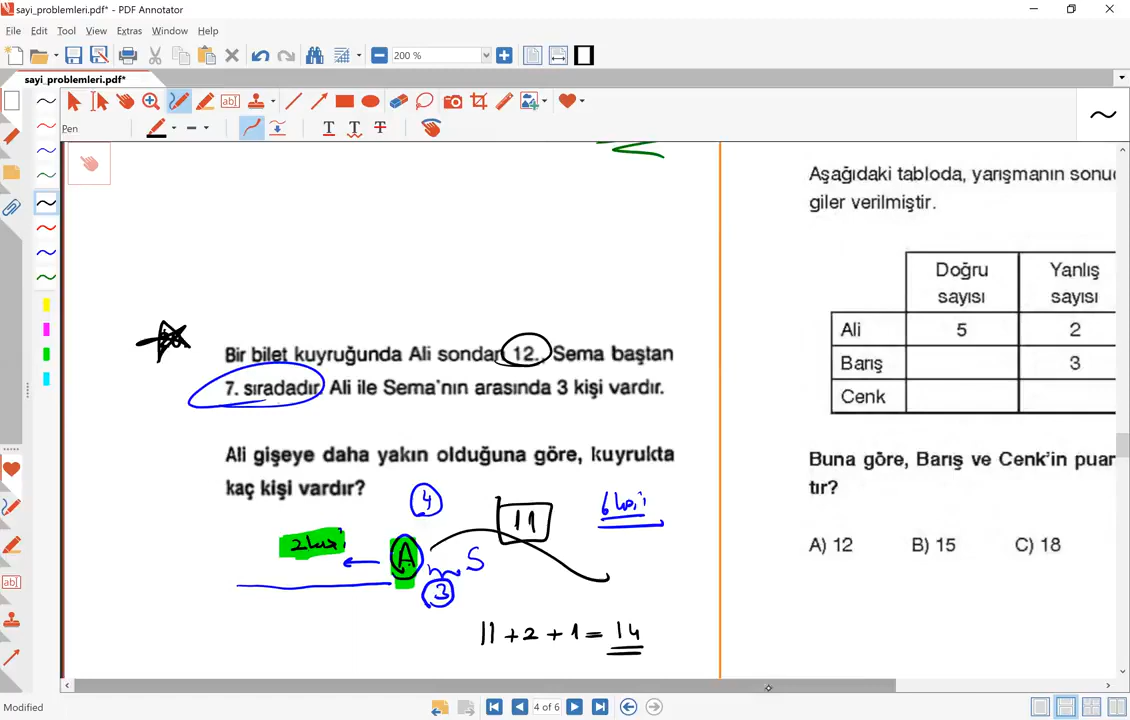 sayi_problemleri.pdf* - PDF Annotator
File Edit Tool View Extras Window Help
200 %
sayi_problemleri.pdf*
Pen
Bir bilet kuyruğunda Ali sondan 12., Sema baştan
7. sıradadır. Ali ile Sema'nın arasında 3 kişi vardır.
Ali gişeye daha yakın olduğuna göre, kuyrukta
kaç kişi vardır?
4
11
6 kişi
2 kişi
A
S
3
11 + 2 + 1 = 14
Aşağıdaki tabloda, yarışmanın sonu
giler verilmiştir.
Doğru sayısı Yanlış sayısı
Ali 5 2
Barış 3
Cenk
Buna göre, Barış ve Cenk'in puan
tır?
A) 12 B) 15 C) 18
Modified
4 of 6